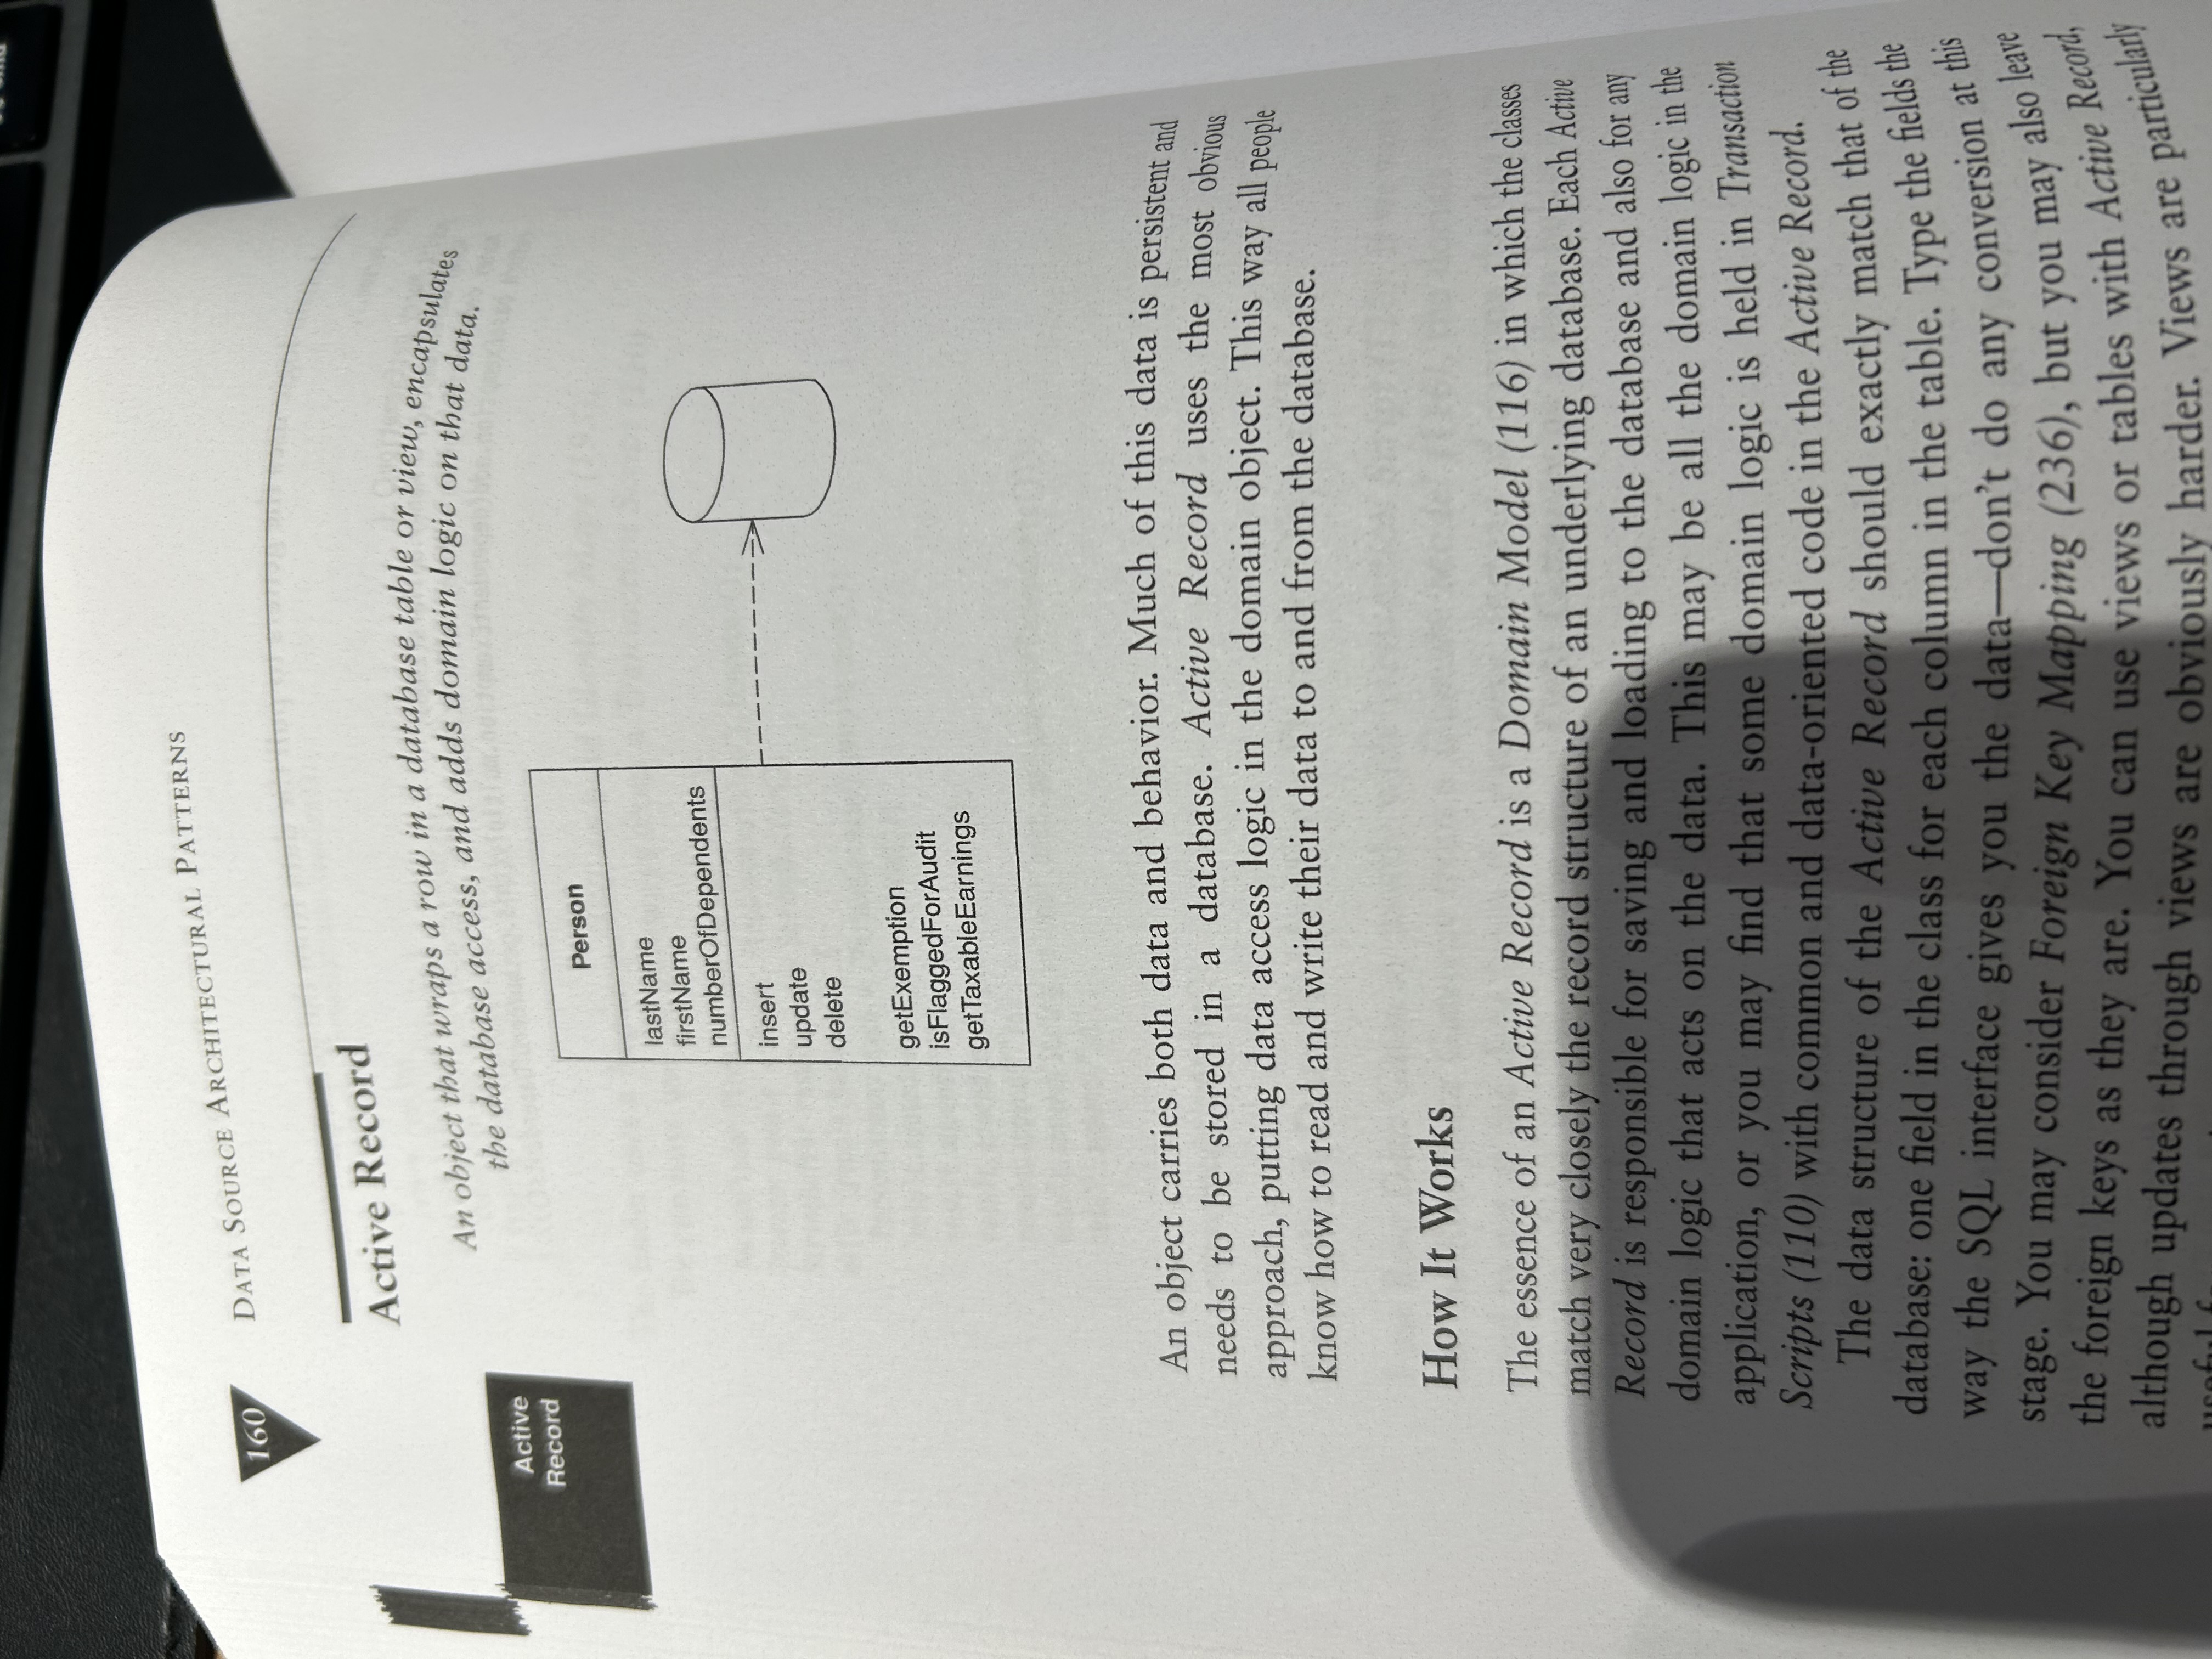 160
DATA SOURCE ARCHITECTURAL PATTERNS
Active Record
An object that wraps a row in a database table or view, encapsulates
the database access, and adds domain logic on that data.
Active
Record
Person
lastName
firstName
numberOfDependents
insert
update
delete
getExemption
isFlaggedForAudit
getTaxableEarnings
An object carries both data and behavior. Much of this data is persistent and
needs to be stored in a database. Active Record uses the most obvious
approach, putting data access logic in the domain object. This way all people
know how to read and write their data to and from the database.
How It Works
The essence of an Active Record is a Domain Model (116) in which the classes
match very closely the record structure of an underlying database. Each Active
Record is responsible for saving and loading to the database and also for any
domain logic that acts on the data. This may be all the domain logic in the
application, or you may find that some domain logic is held in Transaction
Scripts (110) with common and data-oriented code in the Active Record.
The data structure of the Active Record should exactly match that of the
database: one field in the class for each column in the table. Type the fields the
way the SQL interface gives you the data—don't do any conversion at this
stage. You may consider Foreign Key Mapping (236), but you may also leave
the foreign keys as they are. You can use views or tables with Active Record,
although updates through views are obviously harder. Views are particularly